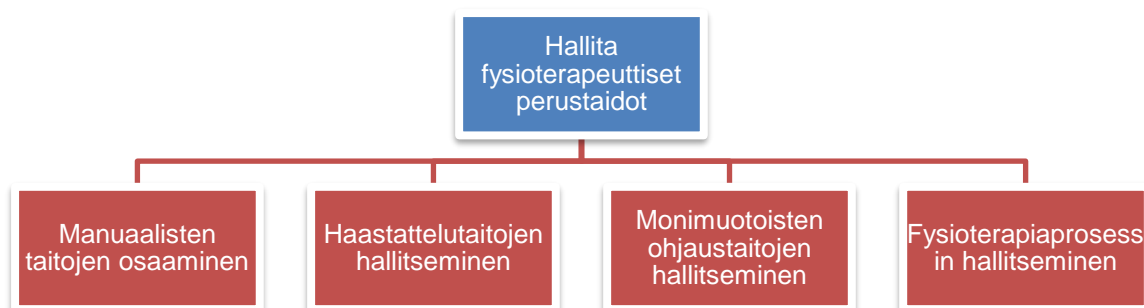 Hallita
fysioterapeuttiset
perustaidot
Manuaalisten
taitojen osaaminen
Haastattelutaitojen
hallitseminen
Monimuotoisten
ohjaustaitojen
hallitseminen
Fysioterapiaprosess
in hallitseminen